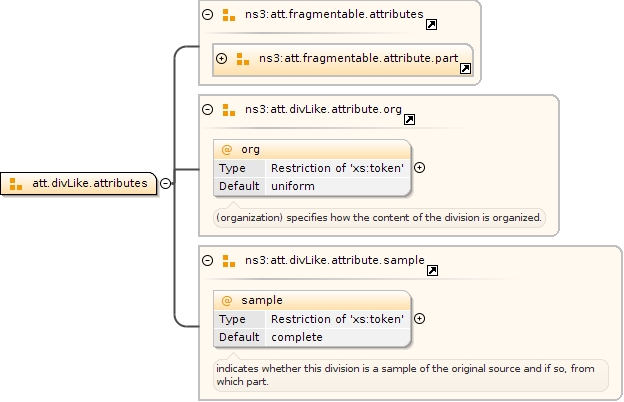 ns3:att.fragmentable.attributes
ns3:att.fragmentable.attribute.part
ns3:att.divLike.attribute.org
@ org
Type Restriction of 'xs:token'
Default uniform
(organization) specifies how the content of the division is organized.
att.divLike.attributes
ns3:att.divLike.attribute.sample
@ sample
Type Restriction of 'xs:token'
Default complete
indicates whether this division is a sample of the original source and if so, from
which part.